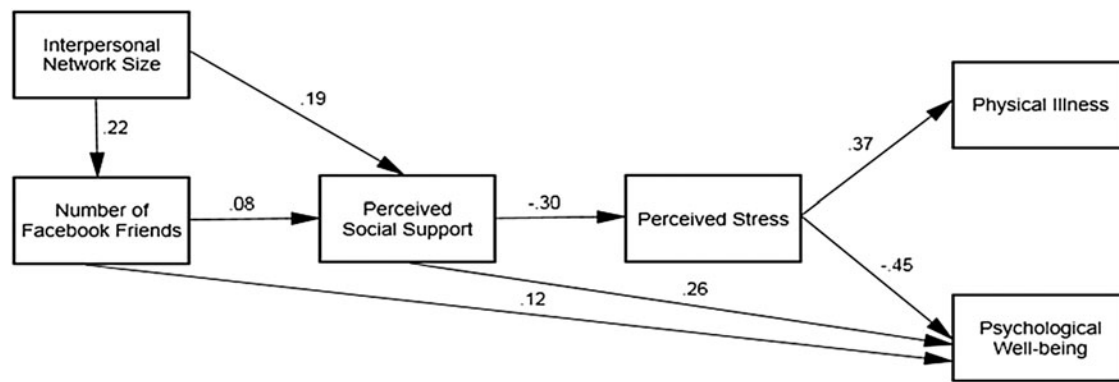 Interpersonal
Network Size
.22
.19
Number of
Facebook Friends
.08
Perceived
Social Support
-.30
Perceived Stress
.37
Physical Illness
-.45
.12
.26
Psychological
Well-being